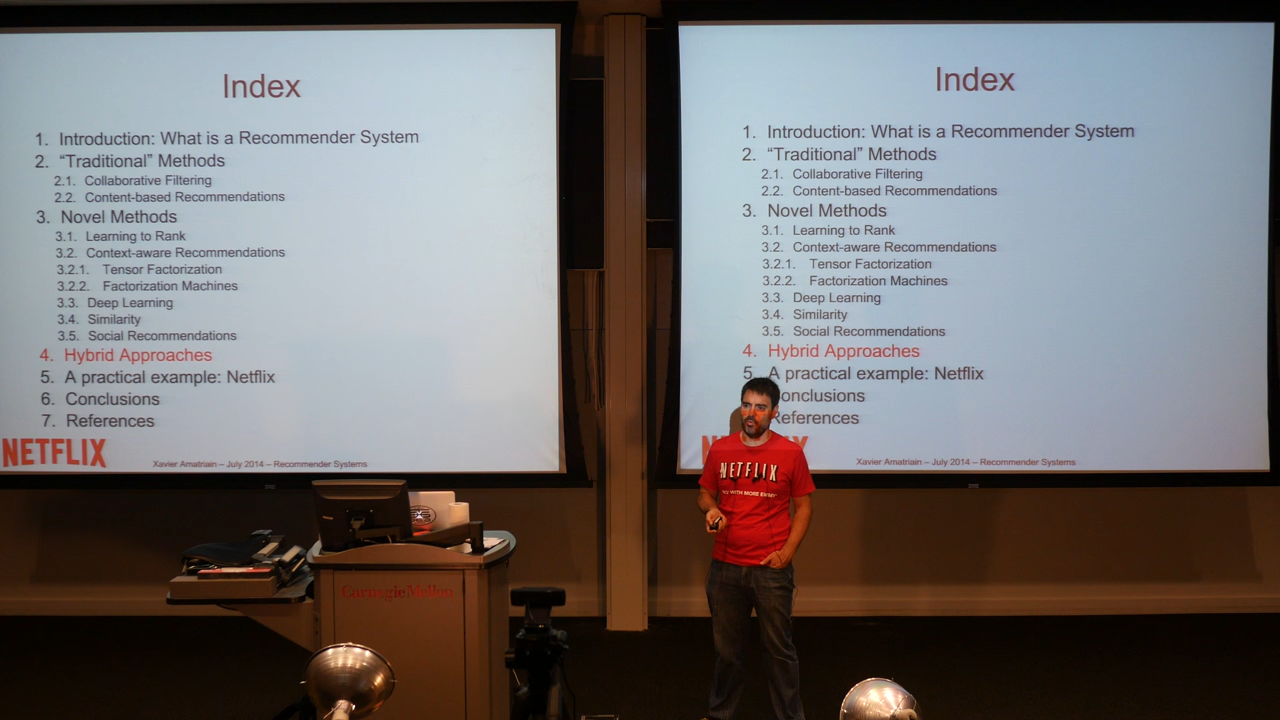 Index
1. Introduction: What is a Recommender System
2. “Traditional” Methods
2.1. Collaborative Filtering
2.2. Content-based Recommendations
3. Novel Methods
3.1. Learning to Rank
3.2. Context-aware Recommendations
3.2.1. Tensor Factorization
3.2.2. Factorization Machines
3.3. Deep Learning
3.4. Similarity
3.5. Social Recommendations
4. Hybrid Approaches
5. A practical example: Netflix
6. Conclusions
7. References
NETFLIX
Xavier Amatriain – July 2014 – Recommender Systems
Index
1. Introduction: What is a Recommender System
2. “Traditional” Methods
2.1. Collaborative Filtering
2.2. Content-based Recommendations
3. Novel Methods
3.1. Learning to Rank
3.2. Context-aware Recommendations
3.2.1. Tensor Factorization
3.2.2. Factorization Machines
3.3. Deep Learning
3.4. Similarity
3.5. Social Recommendations
4. Hybrid Approaches
5. A practical example: Netflix
onclusions
References
Xavier Amatriain – July 2014 – Recommender Systems
NETFLIX
WITH MORE
Carnegie Mellon